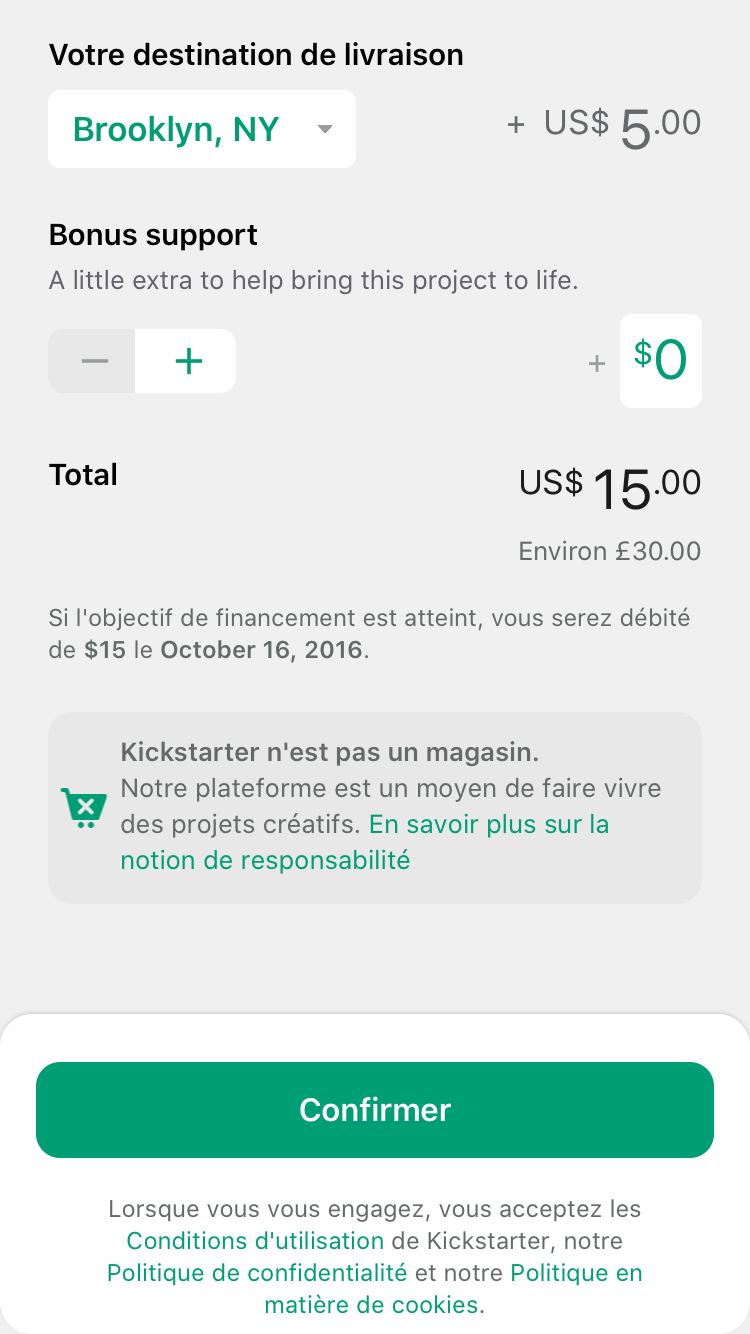 Votre destination de livraison
Brooklyn, NY
+ US$ 5.00
Bonus support
A little extra to help bring this project to life.
− +
+ $0
Total
US$ 15.00
Environ £30.00
Si l'objectif de financement est atteint, vous serez débité
de $15 le October 16, 2016.
Kickstarter n'est pas un magasin.
Notre plateforme est un moyen de faire vivre
des projets créatifs. En savoir plus sur la
notion de responsabilité
Confirmer
Lorsque vous vous engagez, vous acceptez les
Conditions d'utilisation de Kickstarter, notre
Politique de confidentialité et notre Politique en
matière de cookies.